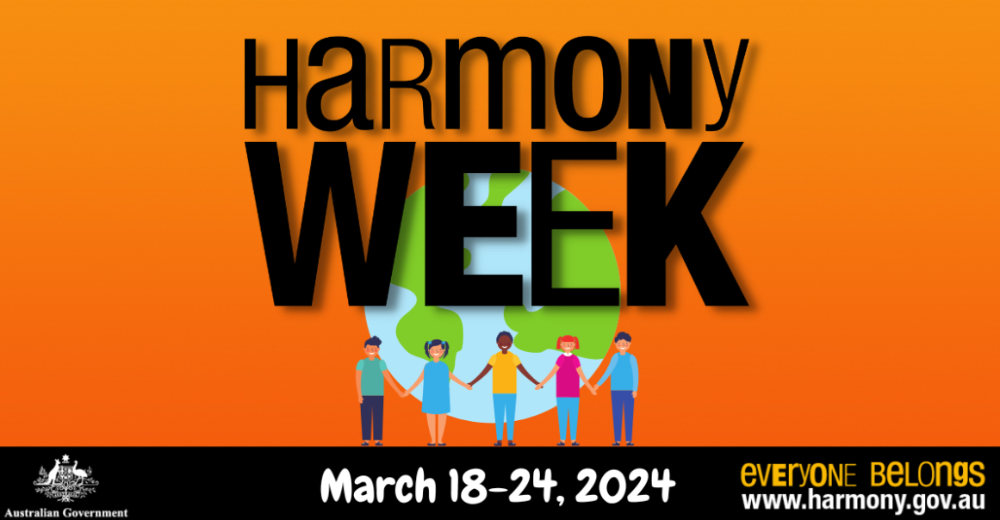 HaRmONy
WEEK
March 18-24, 2024
Australian Government
eVeRyONE BELoNGS
www.harmony.gov.au